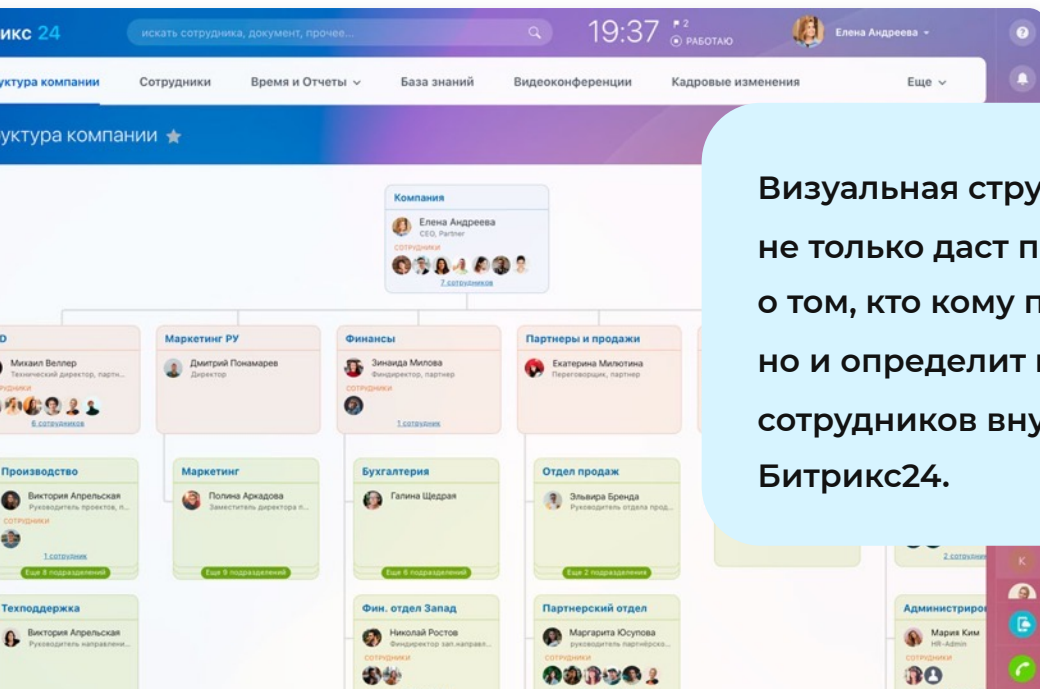 икс 24
искать сотрудника, документ, прочее...
19:37
2
РАБОТАЮ
Елена Андреева
уктура компании
Сотрудники
Время и Отчеты
База знаний
Видеоконференции
Кадровые изменения
Еще
уктура компании
Визуальная стру
не только даст п
о том, кто кому п
но и определит
сотрудников вну
Битрикс24.
Компания
Елена Андреева
CEO, Partner
СОТРУДНИКИ
7 сотрудников
D
Михаил Веллер
Технический директор, партн...
6 сотрудников
Маркетинг РУ
Дмитрий Понамарев
Директор
Финансы
Зинаида Милова
Финдиректор, партнер
СОТРУДНИКИ
1 сотрудник
Партнеры и продажи
Екатерина Милютина
Переговорщик, партнер
Производство
Виктория Апрельская
Руководитель проектов, п...
СОТРУДНИКИ
1 сотрудник
Еще 8 подразделений
Маркетинг
Полина Аркадова
Заместитель директора п...
Еще 9 подразделений
Бухгалтерия
Галина Щедрая
Еще 6 подразделений
Отдел продаж
Эльвира Бренда
Руководитель отдела прод...
Еще 2 подразделения
2 сотрудник
К
Техподдержка
Виктория Апрельская
Руководитель направлени...
Фин. отдел Запад
Николай Ростов
Финдиректор зап.направл...
СОТРУДНИКИ
Партнерский отдел
Маргарита Юсупова
руководитель партнёрско...
СОТРУДНИКИ
Администриро
Мария Ким
HR-Admin
СОТРУДНИКИ